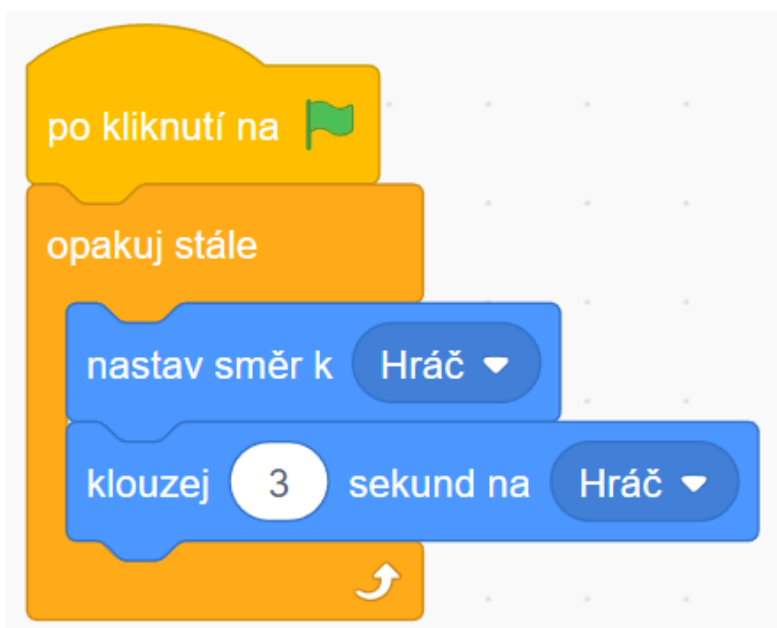 po kliknutí na
opakuj stále
nastav směr k Hráč
klouzej 3 sekund na Hráč